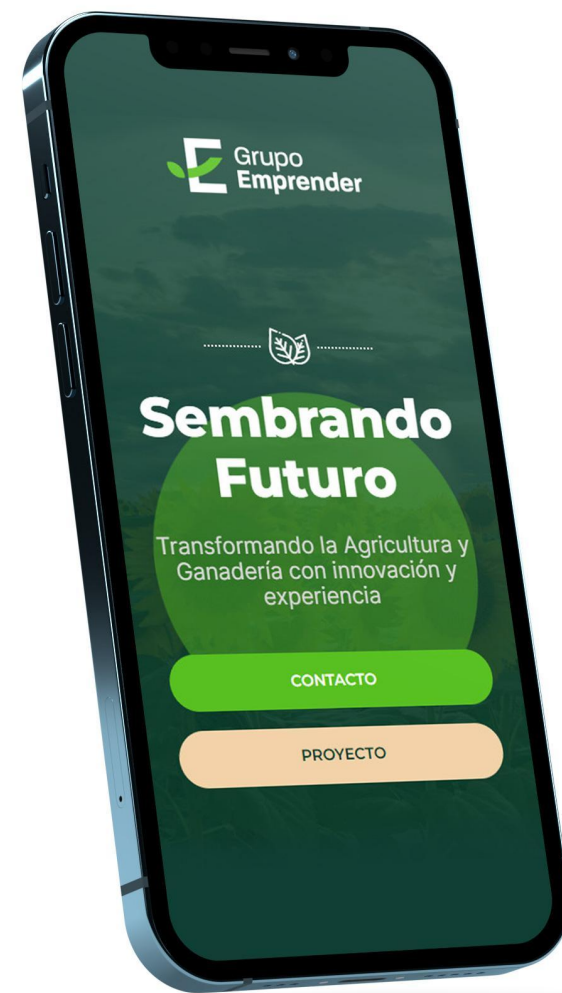 Grupo
Emprender
Sembrando
Futuro
Transformando la Agricultura y
Ganadería con innovación y
experiencia
CONTACTO
PROYECTO